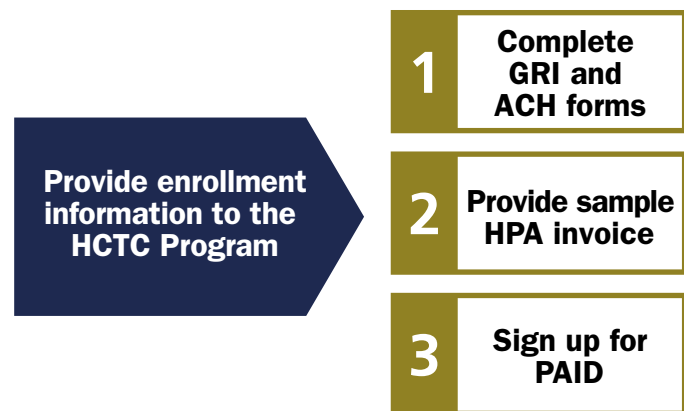 Provide enrollment
information to the
HCTC Program
1
Complete
GRI and
ACH forms
2
Provide sample
HPA invoice
3
Sign up for
PAID